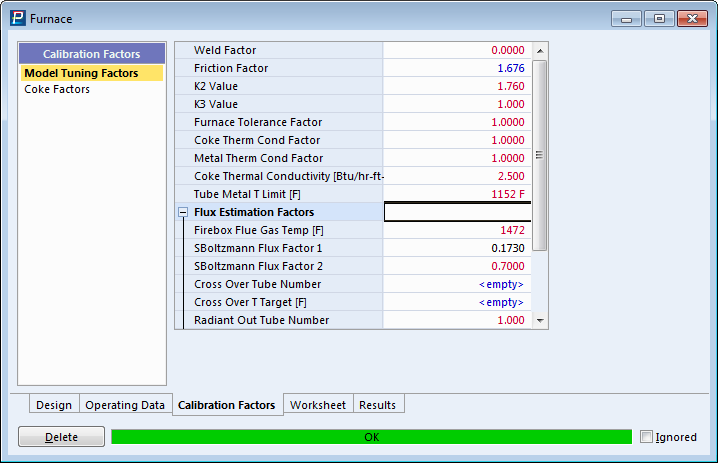 Furnace
Calibration Factors
Model Tuning Factors
Coke Factors
Weld Factor 0.0000
Friction Factor 1.676
K2 Value 1.760
K3 Value 1.000
Furnace Tolerance Factor 1.0000
Coke Therm Cond Factor 1.0000
Metal Therm Cond Factor 1.0000
Coke Thermal Conductivity [Btu/hr-ft- 2.500
Tube Metal T Limit [F] 1152 F
Flux Estimation Factors
Firebox Flue Gas Temp [F] 1472
SBoltzmann Flux Factor 1 0.1730
SBoltzmann Flux Factor 2 0.7000
Cross Over Tube Number <empty>
Cross Over T Target [F] <empty>
Radiant Out Tube Number 1.000
Design Operating Data Calibration Factors Worksheet Results
Delete OK Ignored